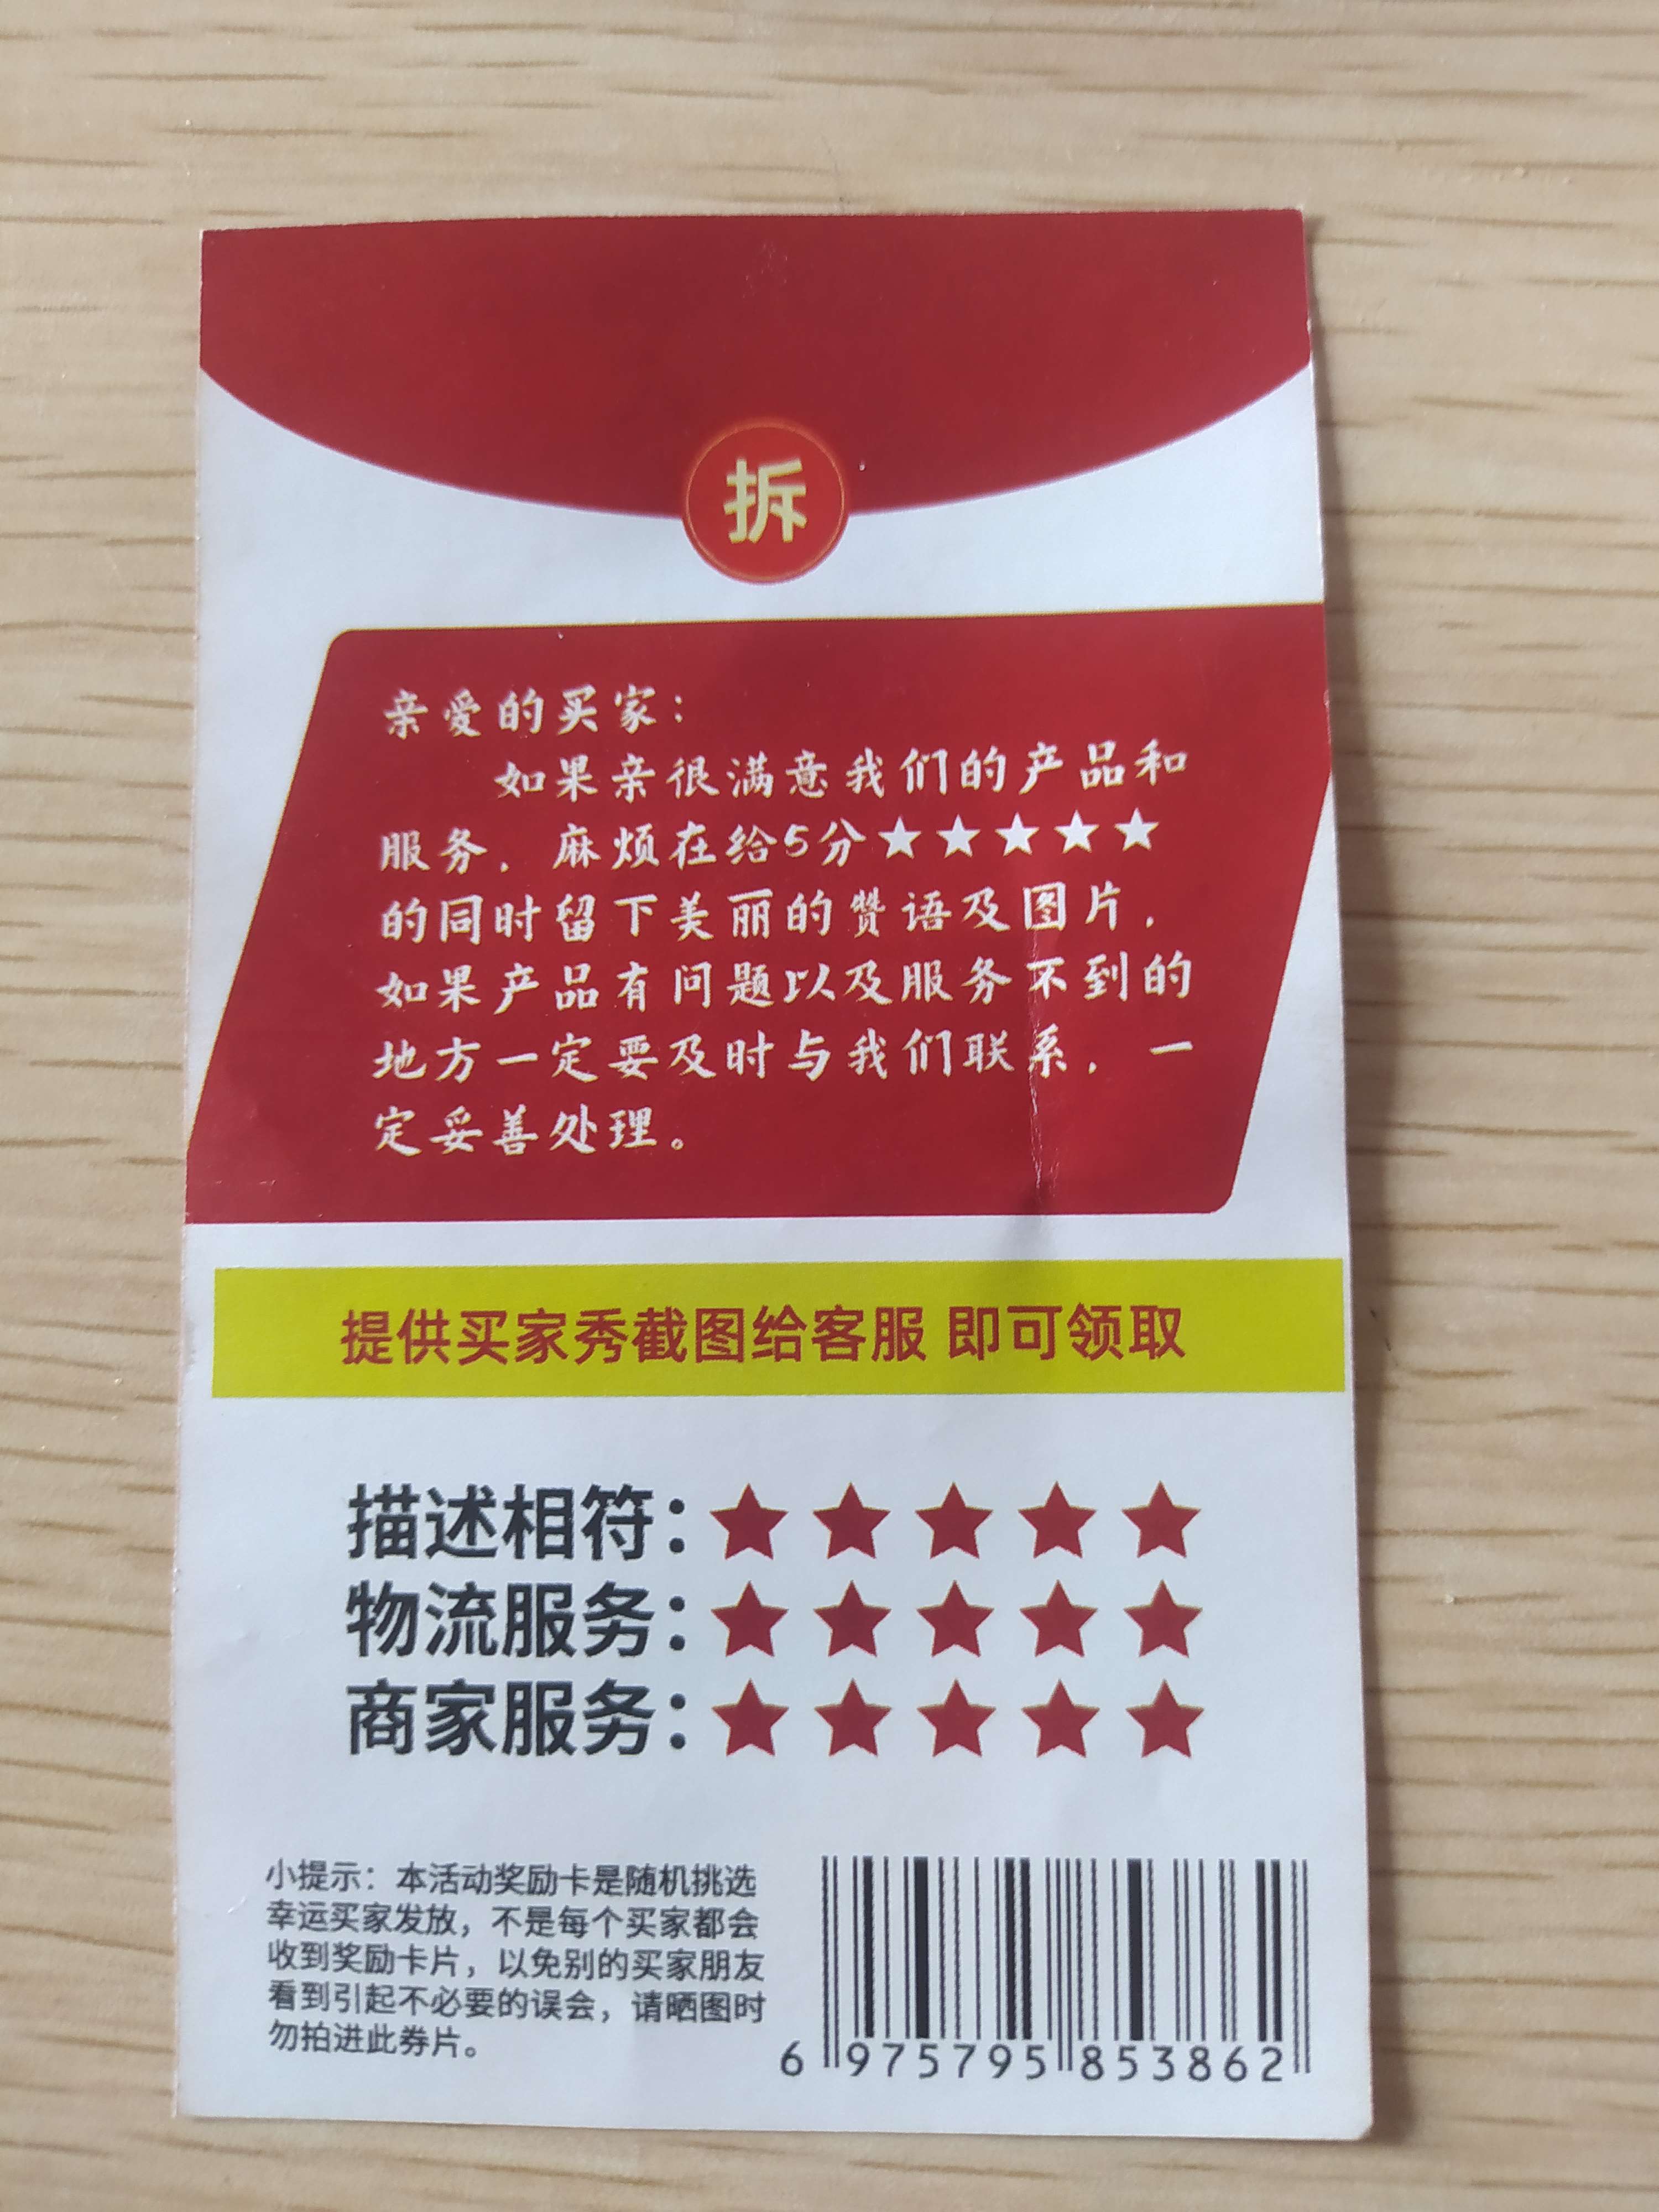 拆
亲爱的买家：
如果亲很满意我们的产品和
服务，麻烦在给5分★★★★★
的同时留下美丽的赞语及图片，
如果产品有问题以及服务不到的
地方一定要及时与我们联系，一
定妥善处理。
提供买家秀截图给客服 即可领取
描述相符：★★★★★
物流服务：★★★★★
商家服务：★★★★★
小提示：本活动奖励卡是随机挑选
幸运买家发放，不是每个买家都会
收到奖励卡片，以免别的买家朋友
看到引起不必要的误会，请晒图时
勿拍进此券片。
6 975795 853862